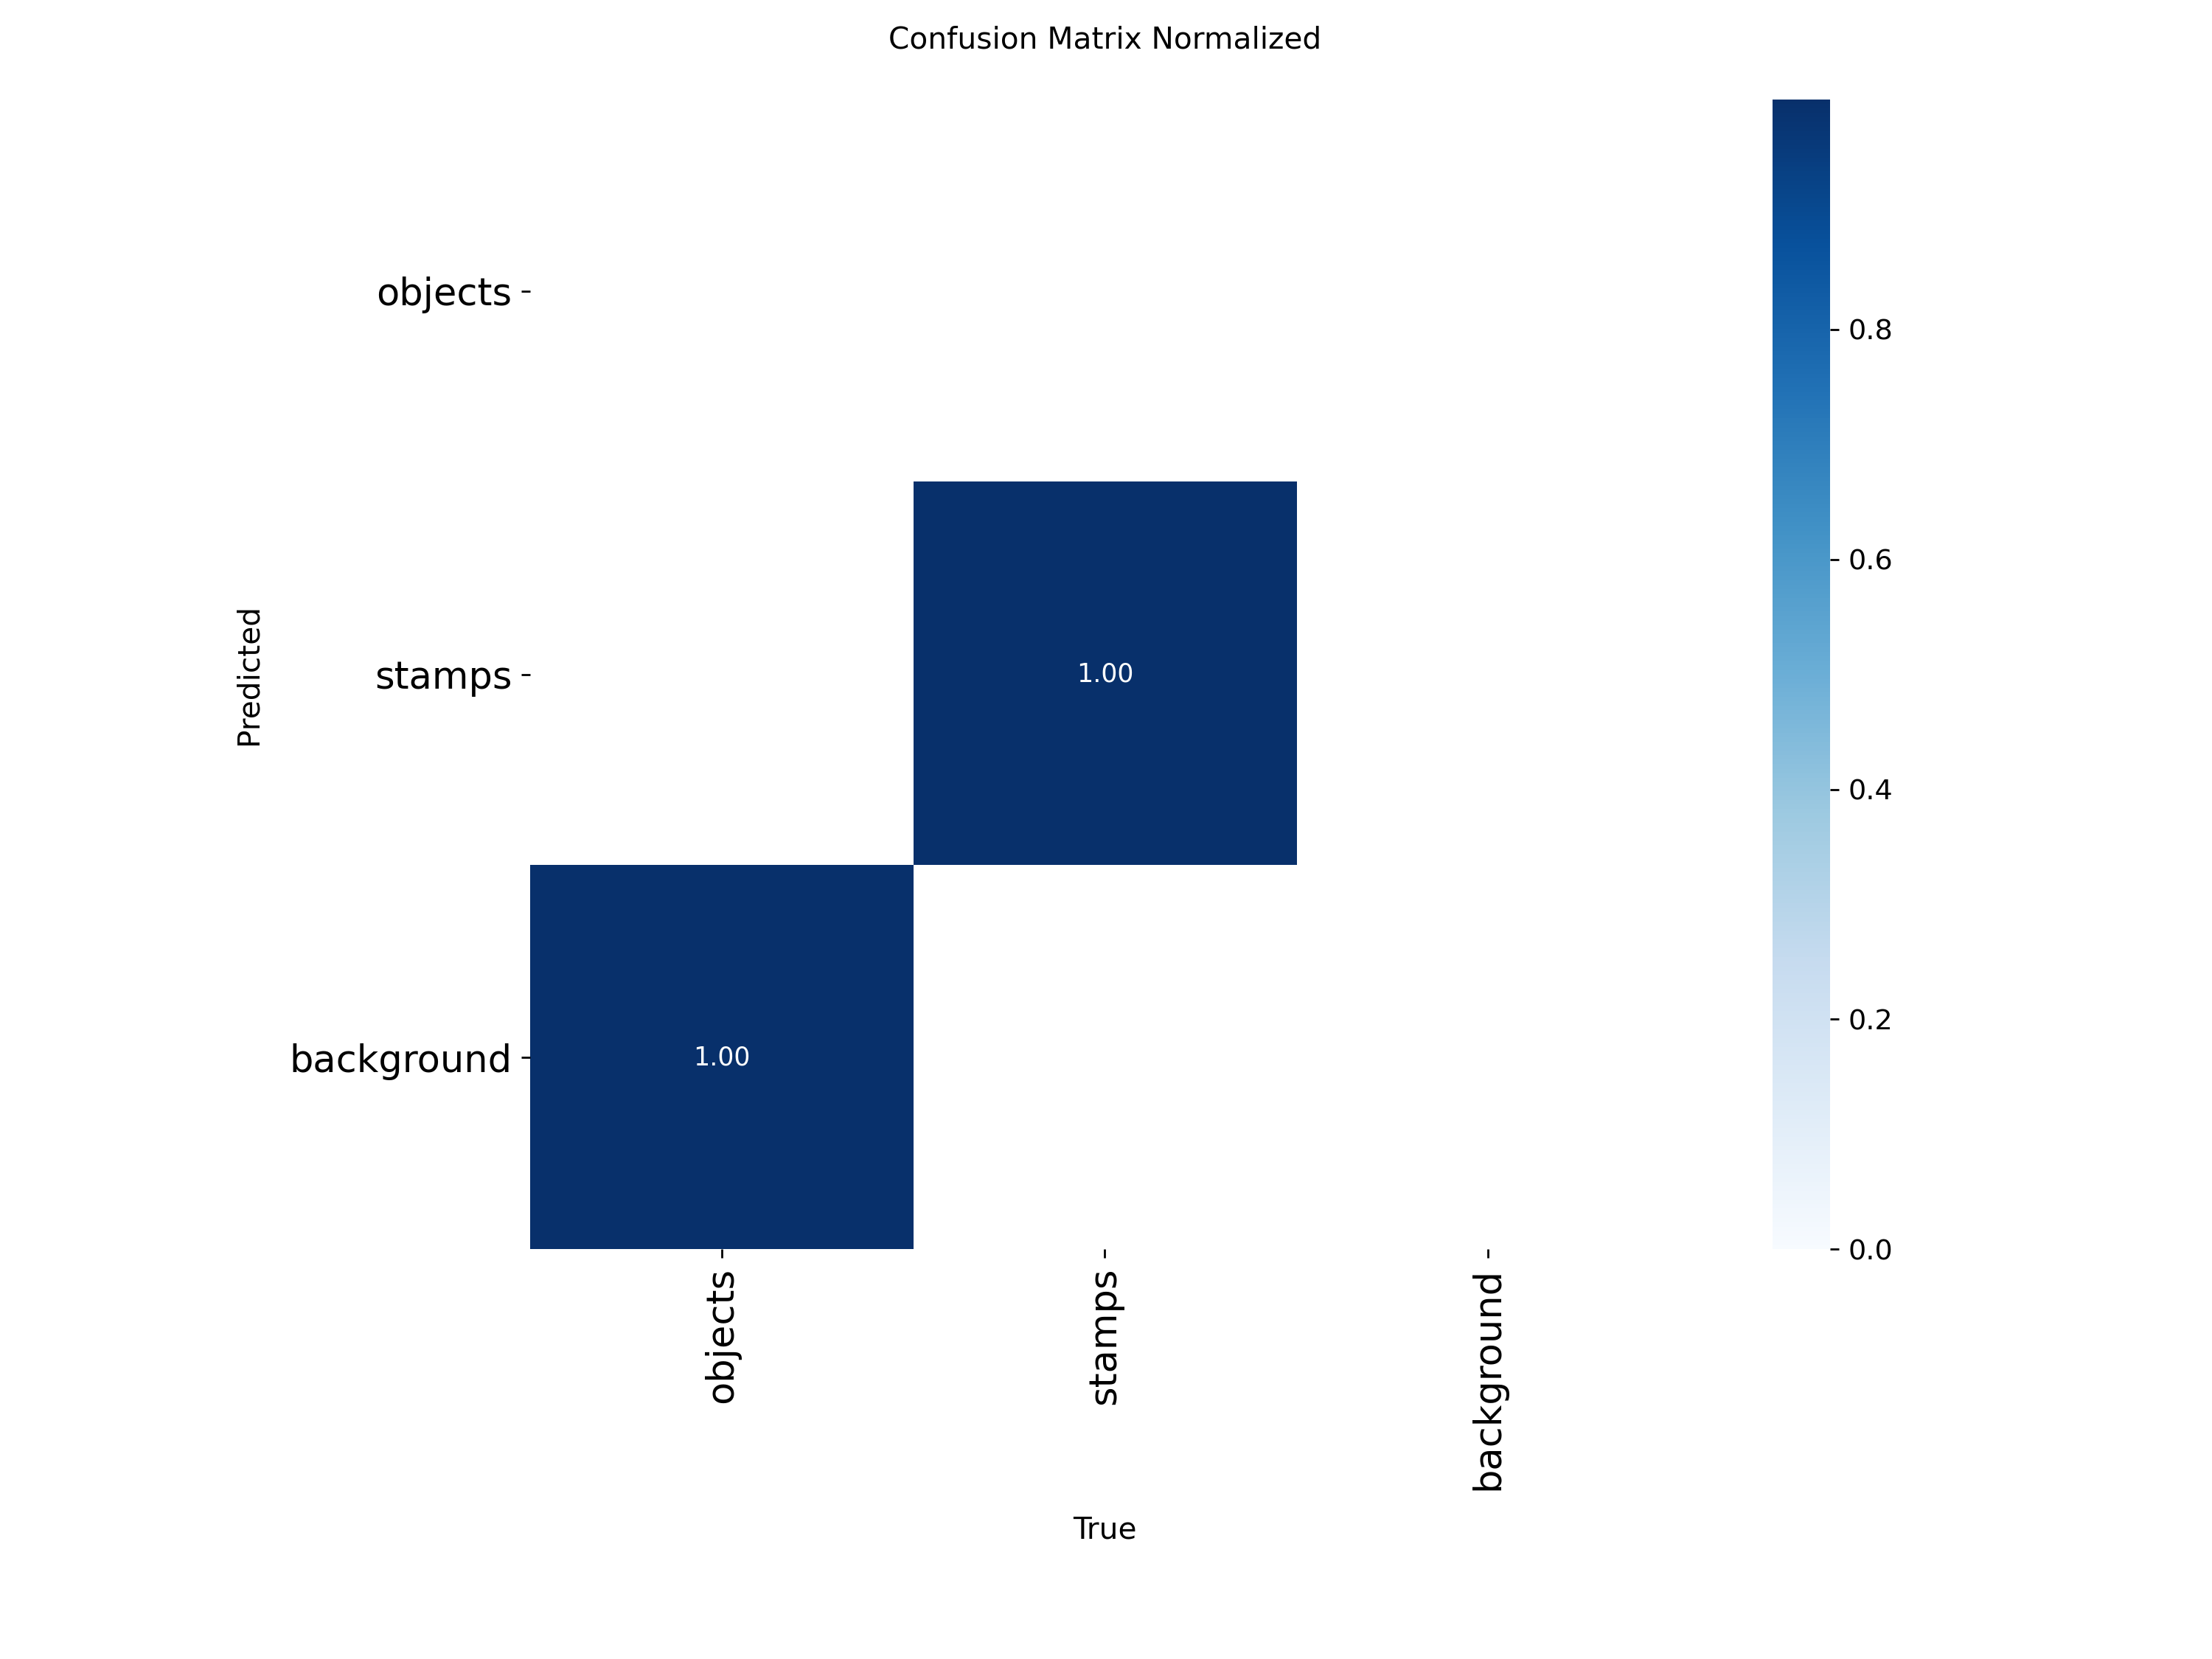 Confusion Matrix Normalized
objects
stamps
background
Predicted
1.00
1.00
objects
stamps
background
True
0.8
0.6
0.4
0.2
0.0